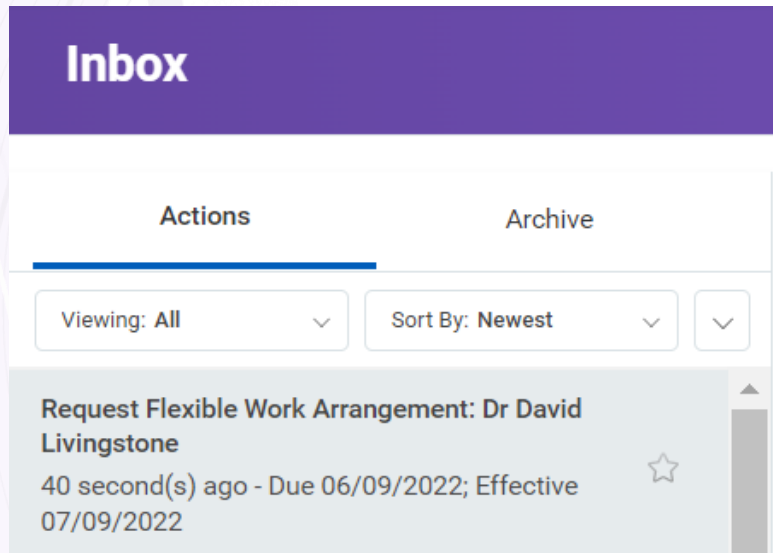 Inbox
Actions
Archive
Viewing: All
Sort By: Newest
Request Flexible Work Arrangement: Dr David
Livingstone
40 second(s) ago - Due 06/09/2022; Effective
07/09/2022